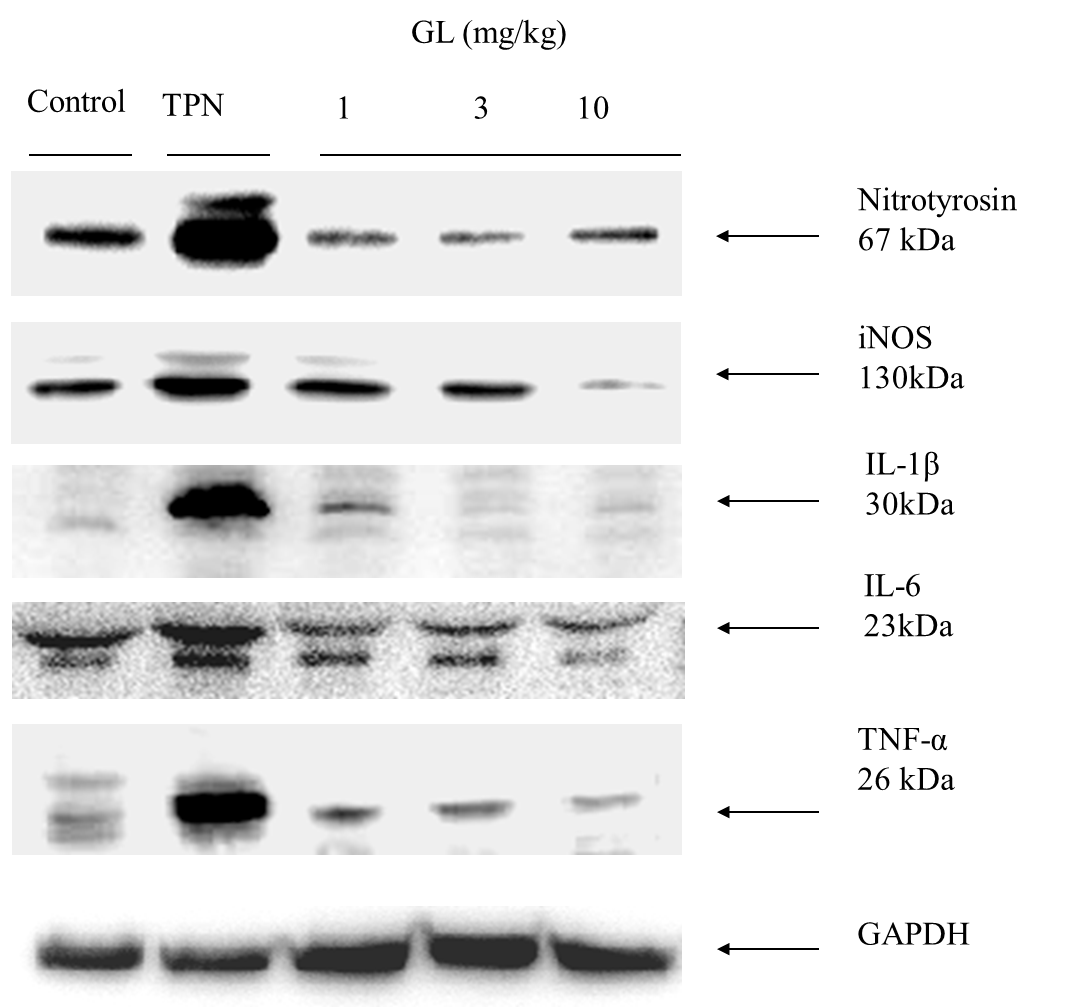 GL (mg/kg)
Control TPN 1 3 10
Nitrotyrosin
67 kDa
iNOS
130kDa
IL-1β
30kDa
IL-6
23kDa
TNF-α
26 kDa
GAPDH